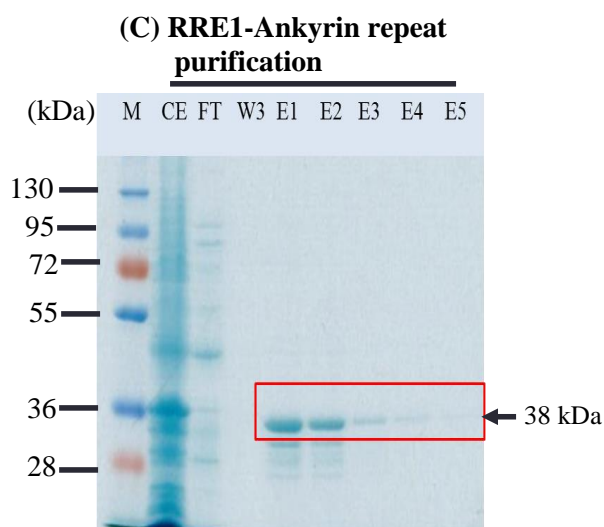 (C) RRE1-Ankyrin repeat
purification
(kDa) M CE FT W3 E1 E2 E3 E4 E5
130
95
72
55
36
38 kDa
28